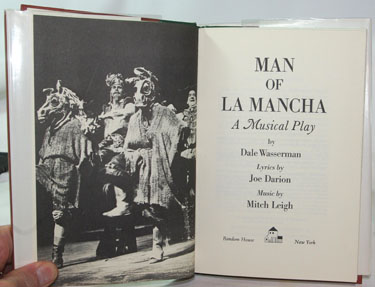 MAN
OF
LA MANCHA
A Musical Play
by
Dale Wasserman
Lyrics by
Joe Darion
Music by
Mitch Leigh
Random House New York